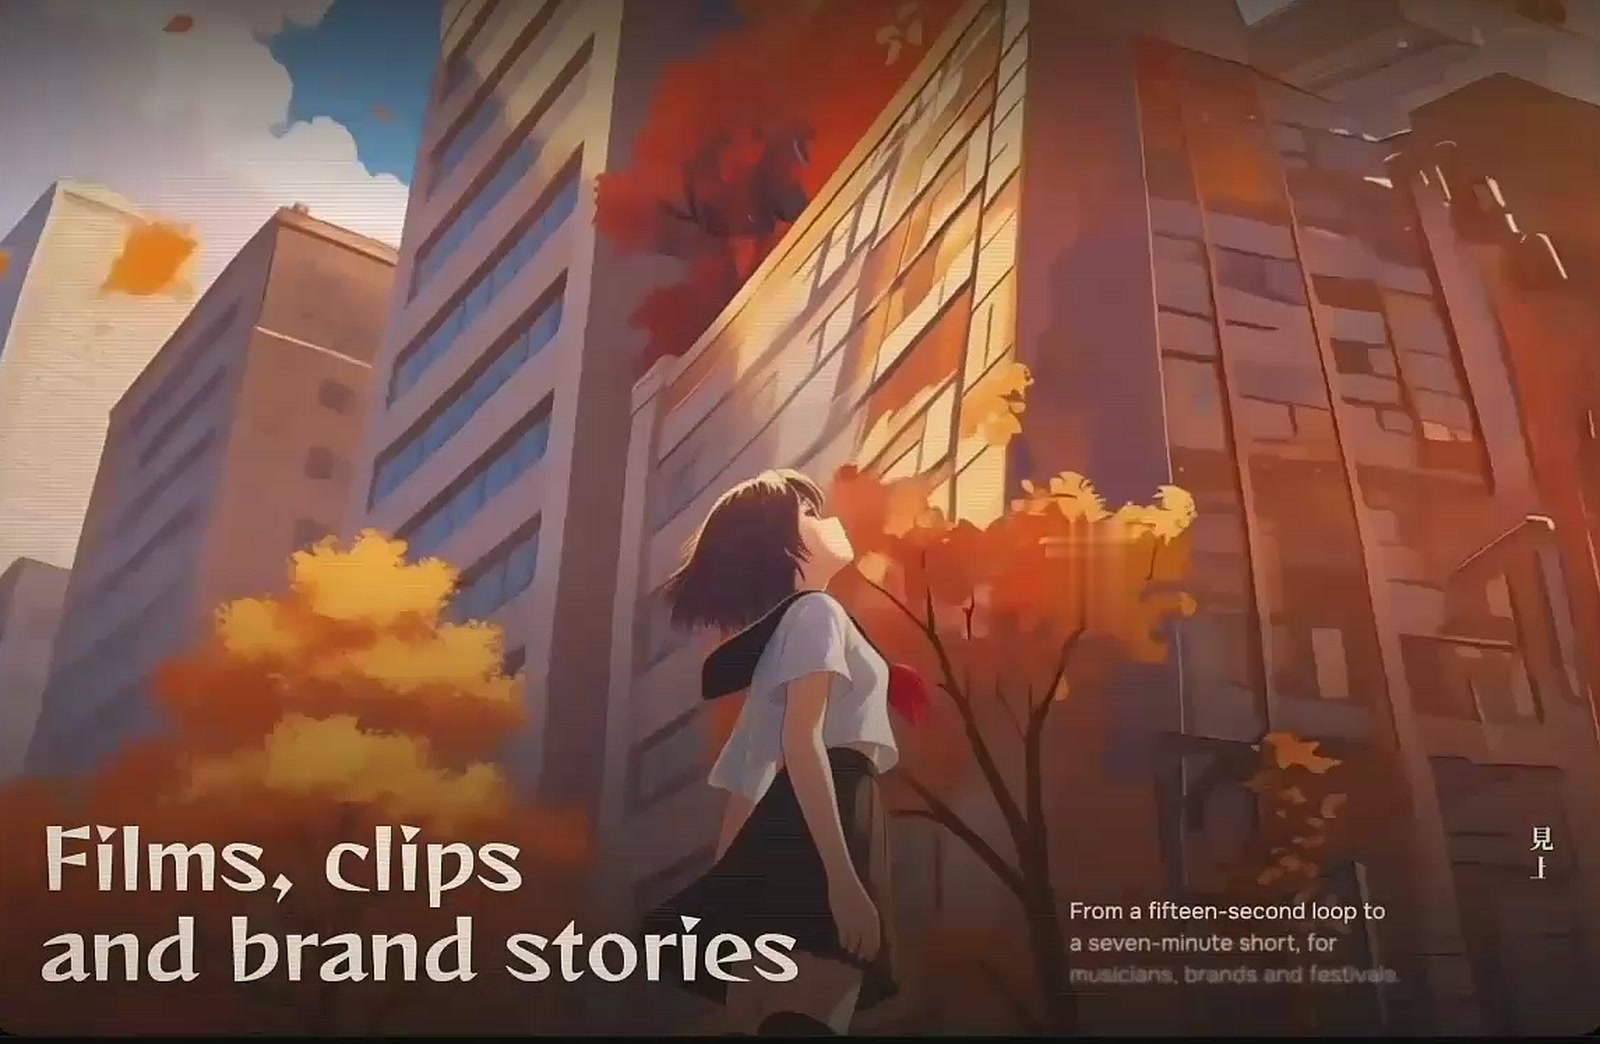 Films, clips
and brand stories
From a fifteen-second loop to
a seven-minute short, for
musicians, brands and festivals.
見上